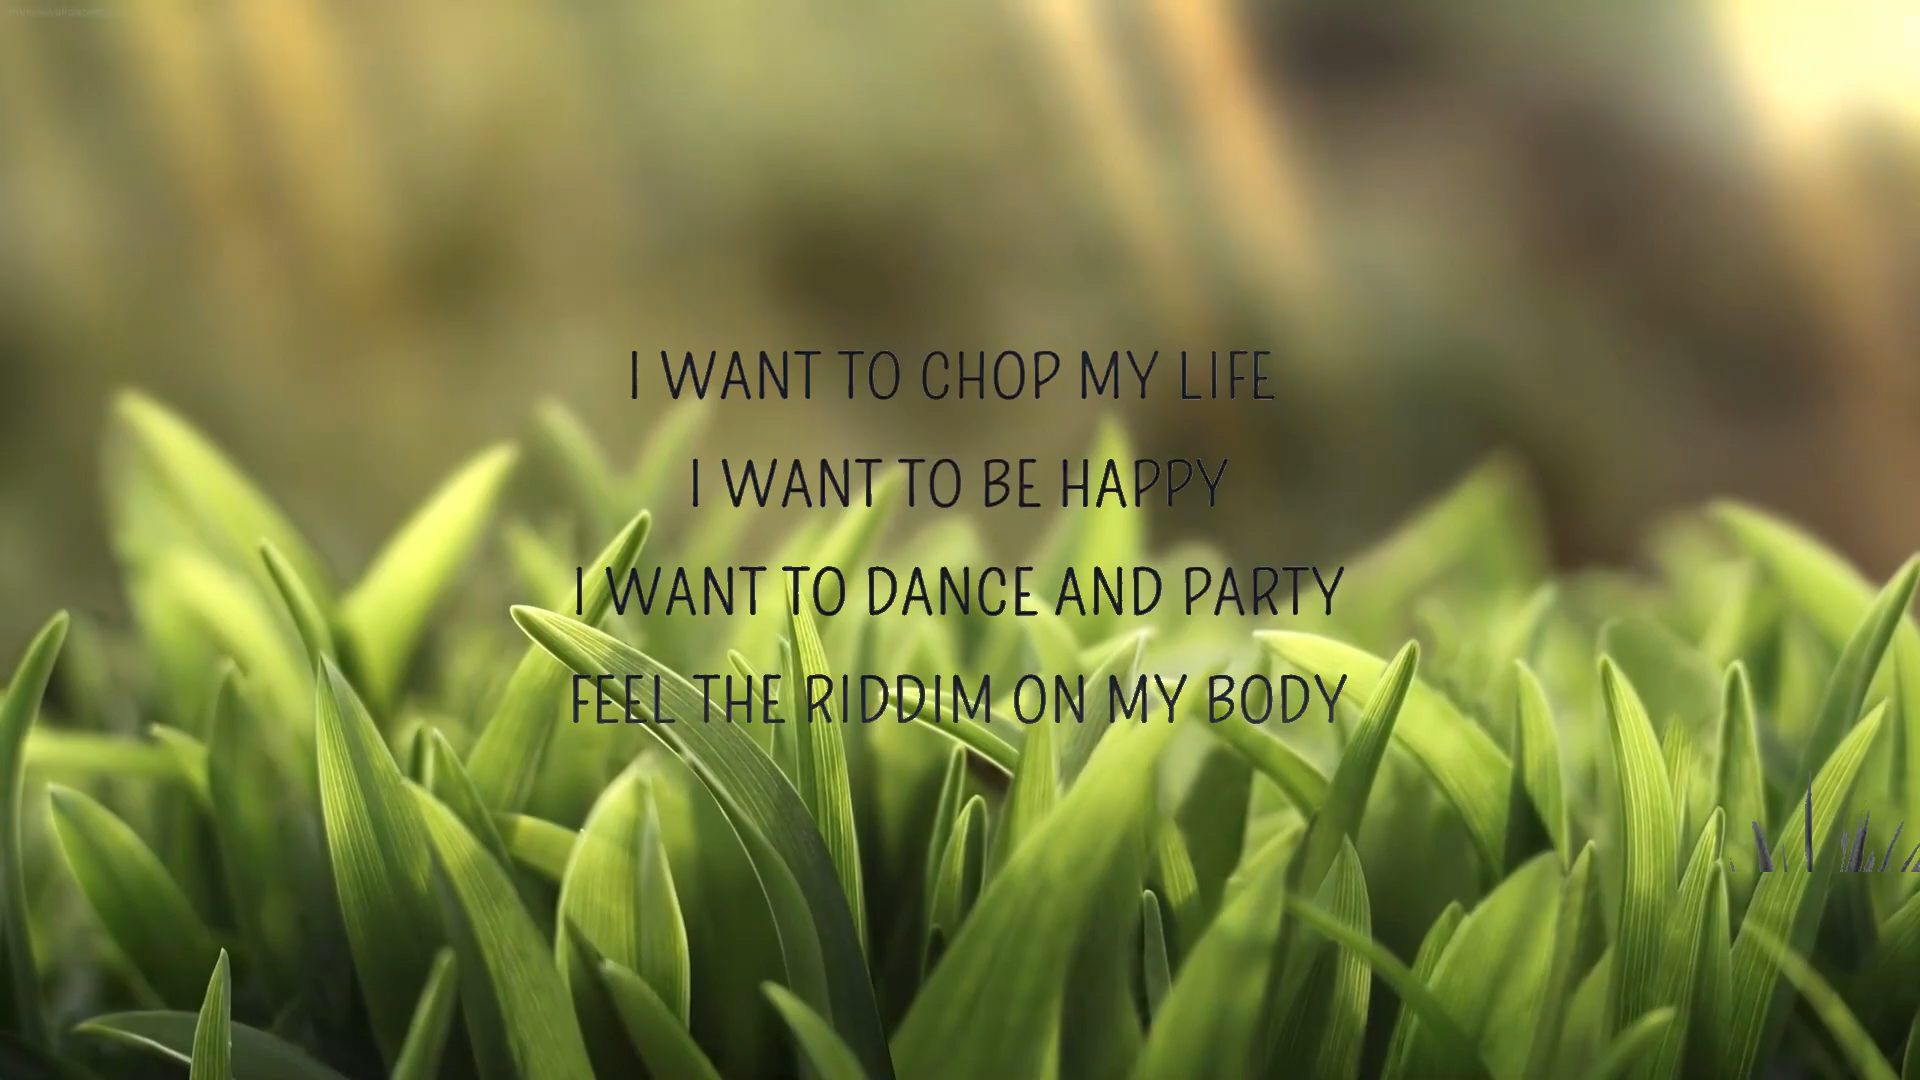 I WANT TO CHOP MY LIFE
I WANT TO BE HAPPY
I WANT TO DANCE AND PARTY
FEEL THE RIDDIM ON MY BODY